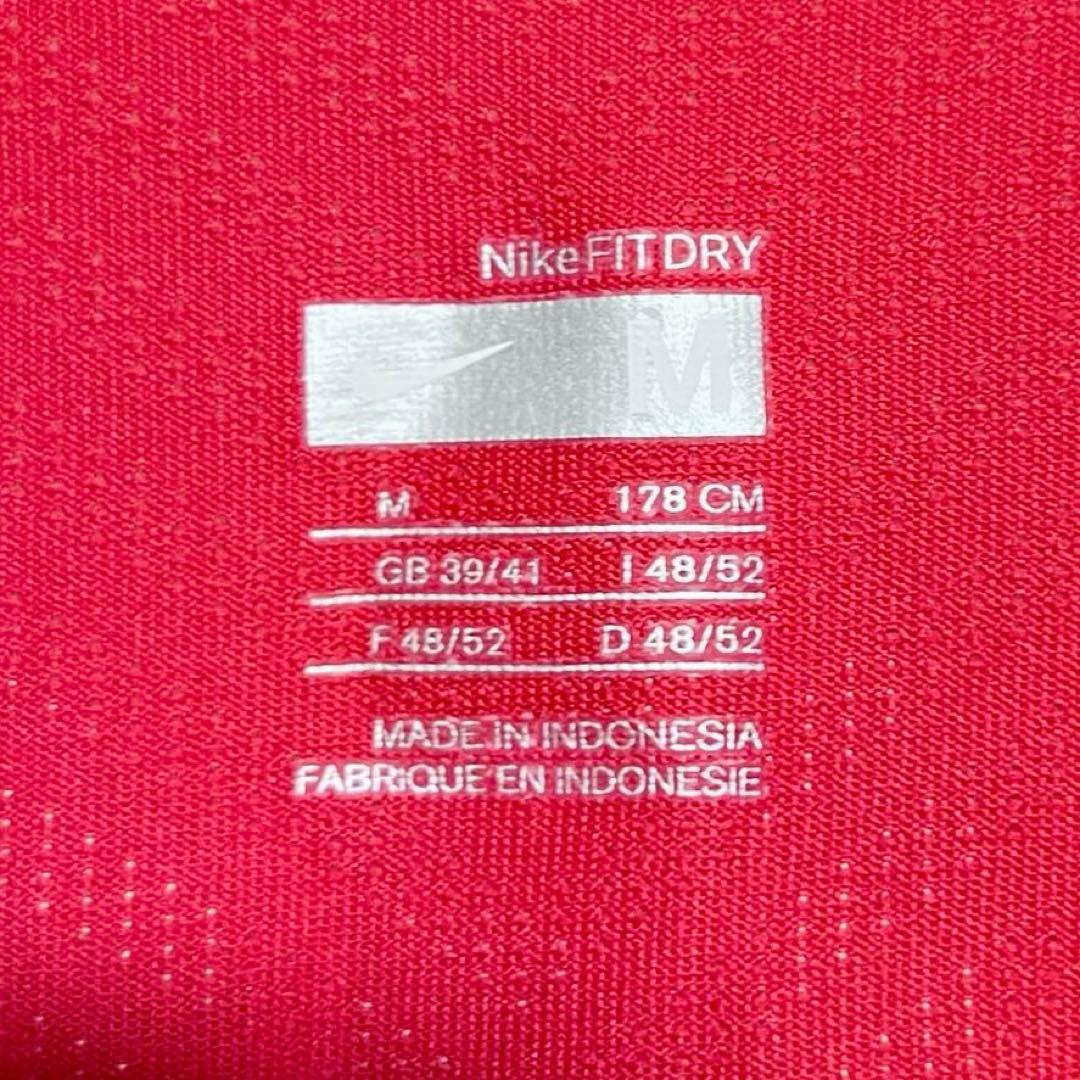 NikeFIT DRY
M
M 178 CM
GB 39/41 I 48/52
F 48/52 D 48/52
MADE IN INDONESIA
FABRIQUE EN INDONESIE